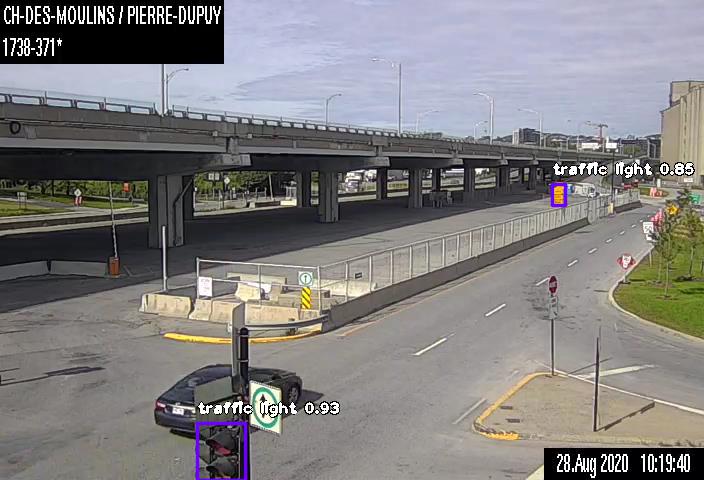 CH-DES-MOULINS / PIERRE-DUPUY
1738-371*
traffic light 0.85
traffic light 0.93
28.Aug 2020 10:19:40